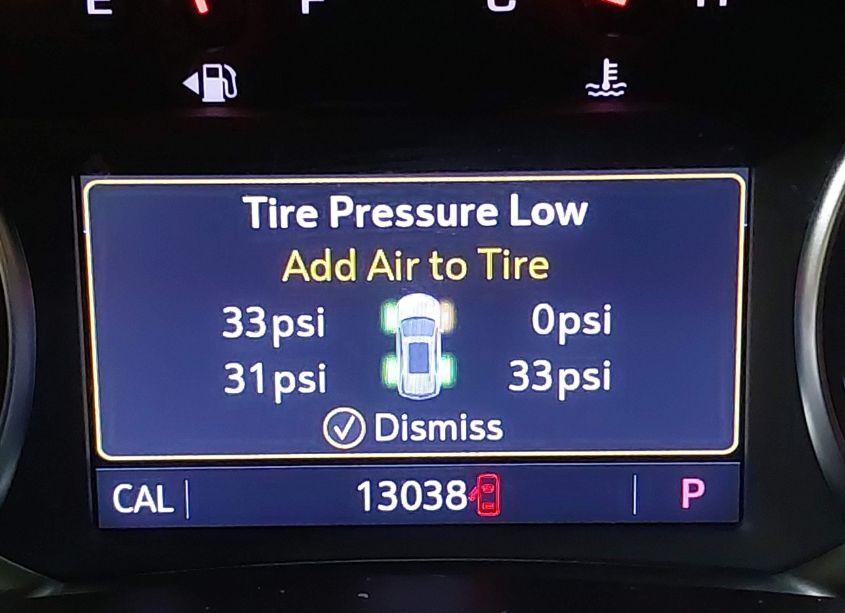 E F C H
Tire Pressure Low
Add Air to Tire
33psi 0psi
31psi 33psi
Dismiss
CAL 13038 P